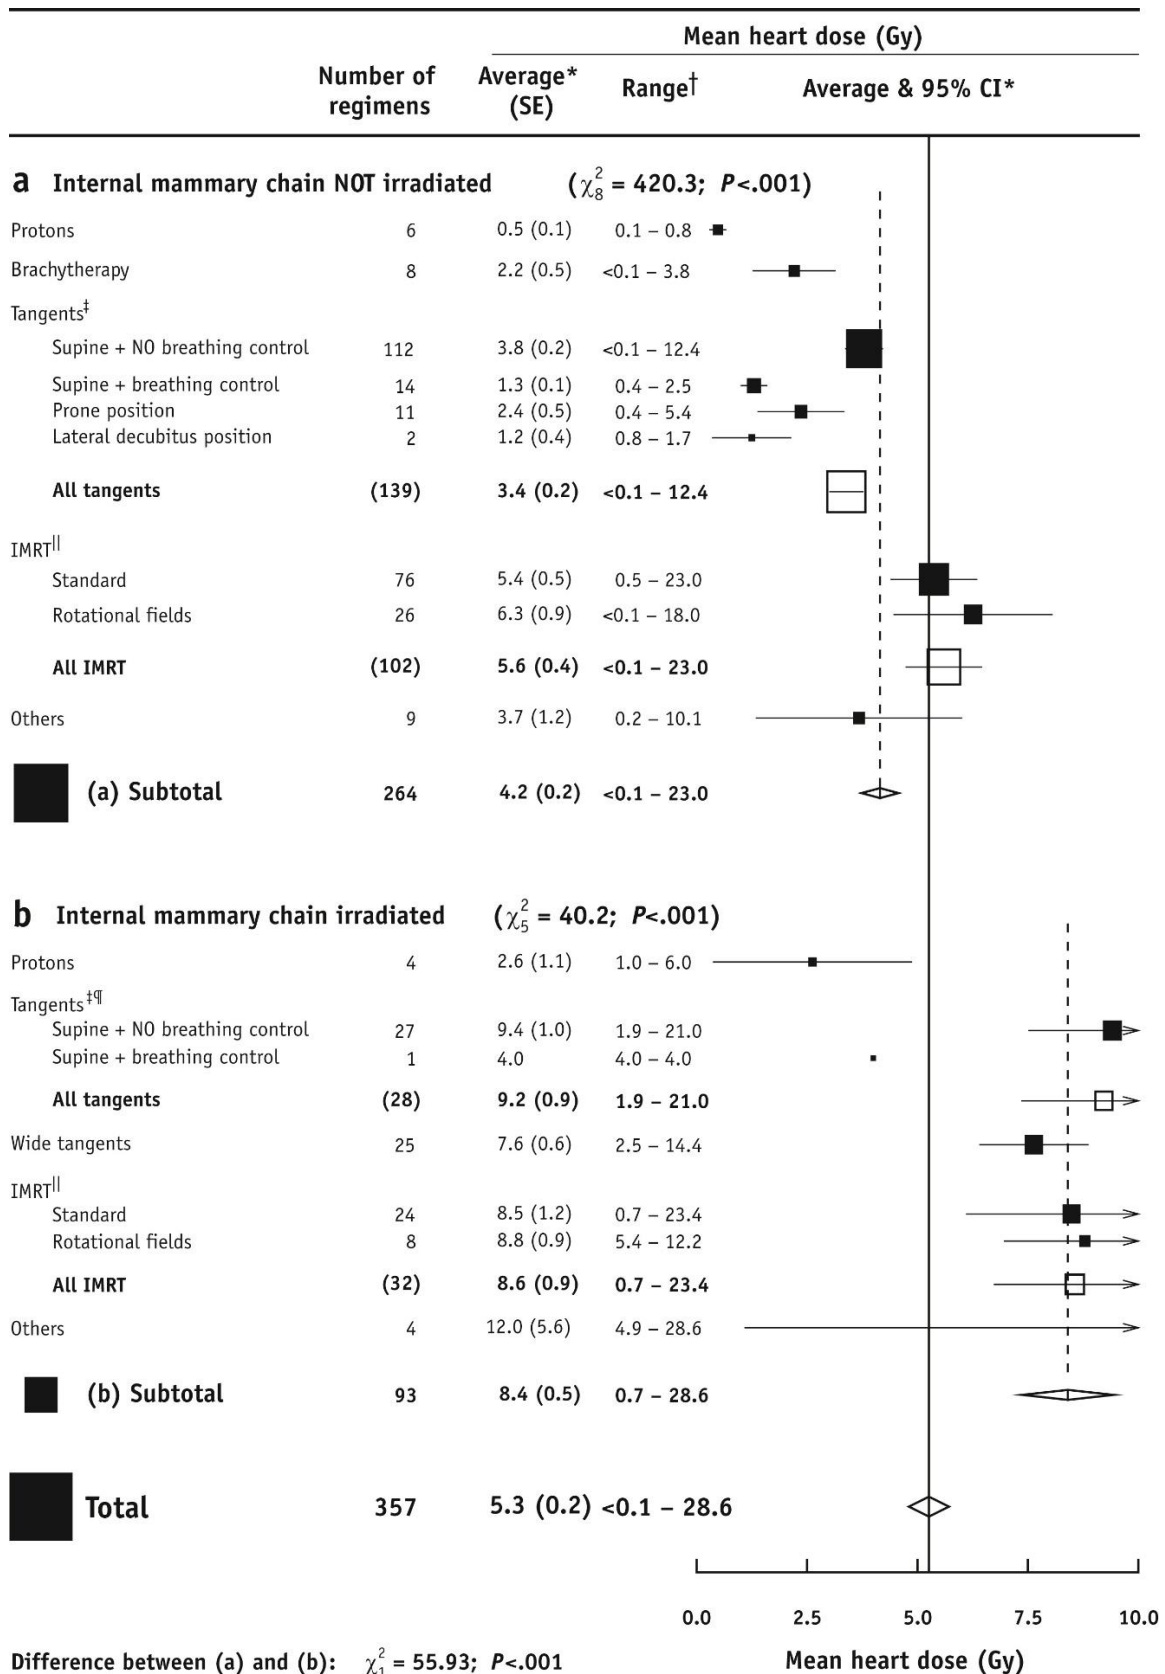 Mean heart dose (Gy)
Number of regimens Average* (SE) Range† Average & 95% CI*
a Internal mammary chain NOT irradiated (χ²₈ = 420.3; P<.001)
Protons 6 0.5 (0.1) 0.1 – 0.8
Brachytherapy 8 2.2 (0.5) <0.1 – 3.8
Tangents‡
Supine + NO breathing control 112 3.8 (0.2) <0.1 – 12.4
Supine + breathing control 14 1.3 (0.1) 0.4 – 2.5
Prone position 11 2.4 (0.5) 0.4 – 5.4
Lateral decubitus position 2 1.2 (0.4) 0.8 – 1.7
All tangents (139) 3.4 (0.2) <0.1 – 12.4
IMRT||
Standard 76 5.4 (0.5) 0.5 – 23.0
Rotational fields 26 6.3 (0.9) <0.1 – 18.0
All IMRT (102) 5.6 (0.4) <0.1 – 23.0
Others 9 3.7 (1.2) 0.2 – 10.1
(a) Subtotal 264 4.2 (0.2) <0.1 – 23.0
b Internal mammary chain irradiated (χ²₅ = 40.2; P<.001)
Protons 4 2.6 (1.1) 1.0 – 6.0
Tangents‡¶
Supine + NO breathing control 27 9.4 (1.0) 1.9 – 21.0
Supine + breathing control 1 4.0 4.0 – 4.0
All tangents (28) 9.2 (0.9) 1.9 – 21.0
Wide tangents 25 7.6 (0.6) 2.5 – 14.4
IMRT||
Standard 24 8.5 (1.2) 0.7 – 23.4
Rotational fields 8 8.8 (0.9) 5.4 – 12.2
All IMRT (32) 8.6 (0.9) 0.7 – 23.4
Others 4 12.0 (5.6) 4.9 – 28.6
(b) Subtotal 93 8.4 (0.5) 0.7 – 28.6
Total 357 5.3 (0.2) <0.1 – 28.6
0.0 2.5 5.0 7.5 10.0
Difference between (a) and (b): χ²₁ = 55.93; P<.001 Mean heart dose (Gy)